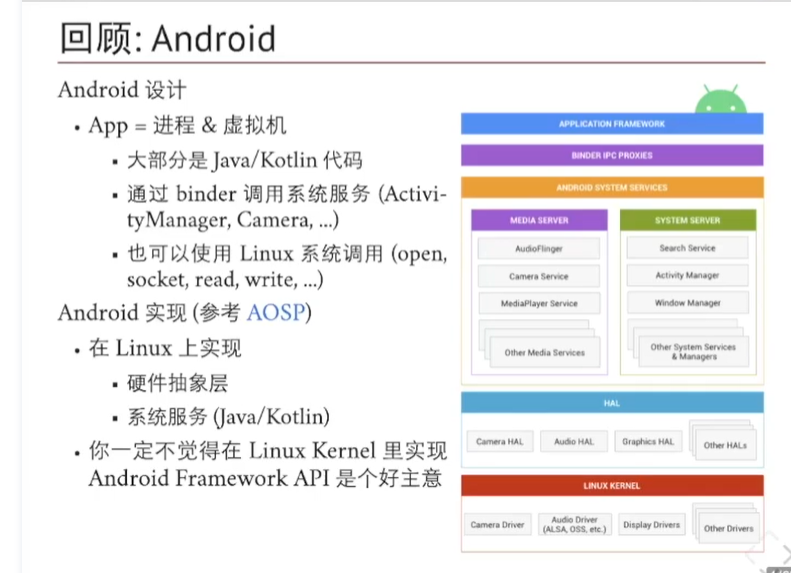 回顾: Android
Android 设计
• App = 进程 & 虚拟机
▪ 大部分是 Java/Kotlin 代码
▪ 通过 binder 调用系统服务 (Activi-
tyManager, Camera, ...)
▪ 也可以使用 Linux 系统调用 (open,
socket, read, write, ...)
Android 实现 (参考 AOSP)
• 在 Linux 上实现
▪ 硬件抽象层
▪ 系统服务 (Java/Kotlin)
• 你一定不觉得在 Linux Kernel 里实现
Android Framework API 是个好主意
APPLICATION FRAMEWORK
BINDER IPC PROXIES
ANDROID SYSTEM SERVICES
MEDIA SERVER
AudioFlinger
Camera Service
MediaPlayer Service
Other Media Services
SYSTEM SERVER
Search Service
Activity Manager
Window Manager
Other System Services
& Managers
HAL
Camera HAL
Audio HAL
Graphics HAL
Other HALs
LINUX KERNEL
Camera Driver
Audio Driver
(ALSA, OSS, etc.)
Display Drivers
Other Drivers